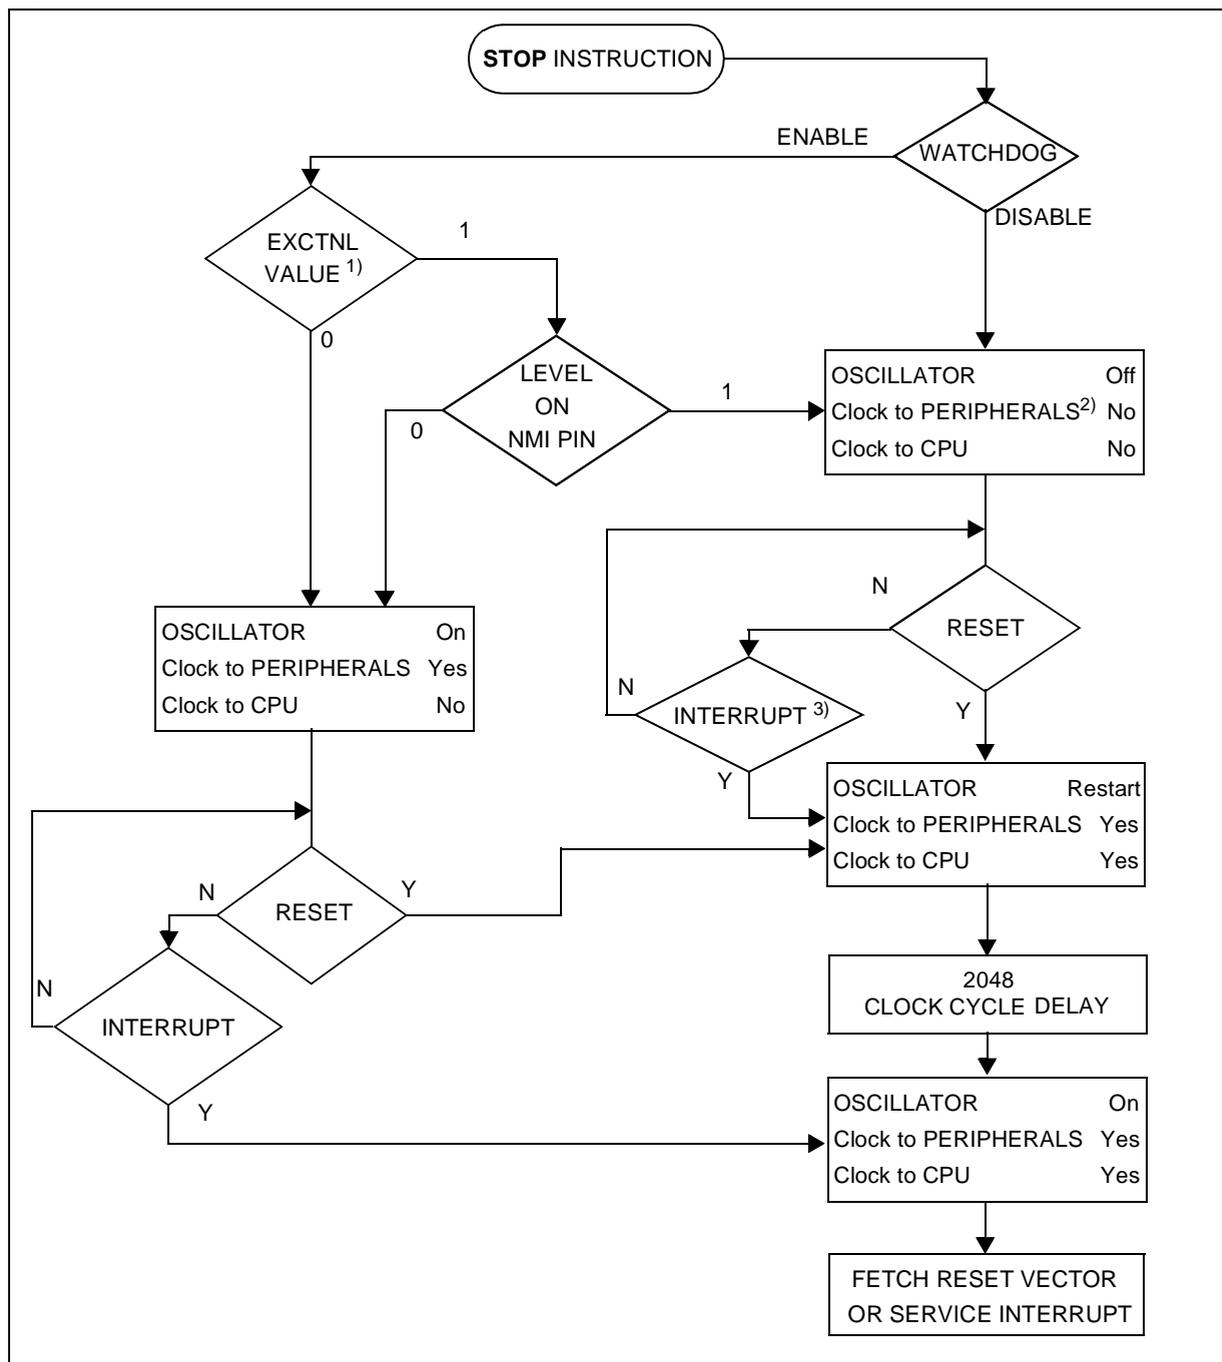 STOP INSTRUCTION
ENABLE
WATCHDOG
DISABLE
EXCTNL
VALUE 1)
1
0
LEVEL
ON
NMI PIN
0
1
OSCILLATOR Off
Clock to PERIPHERALS2) No
Clock to CPU No
N
RESET
Y
N
INTERRUPT 3)
Y
OSCILLATOR On
Clock to PERIPHERALS Yes
Clock to CPU No
OSCILLATOR Restart
Clock to PERIPHERALS Yes
Clock to CPU Yes
N
RESET
Y
N
INTERRUPT
Y
2048
CLOCK CYCLE DELAY
OSCILLATOR On
Clock to PERIPHERALS Yes
Clock to CPU Yes
FETCH RESET VECTOR
OR SERVICE INTERRUPT